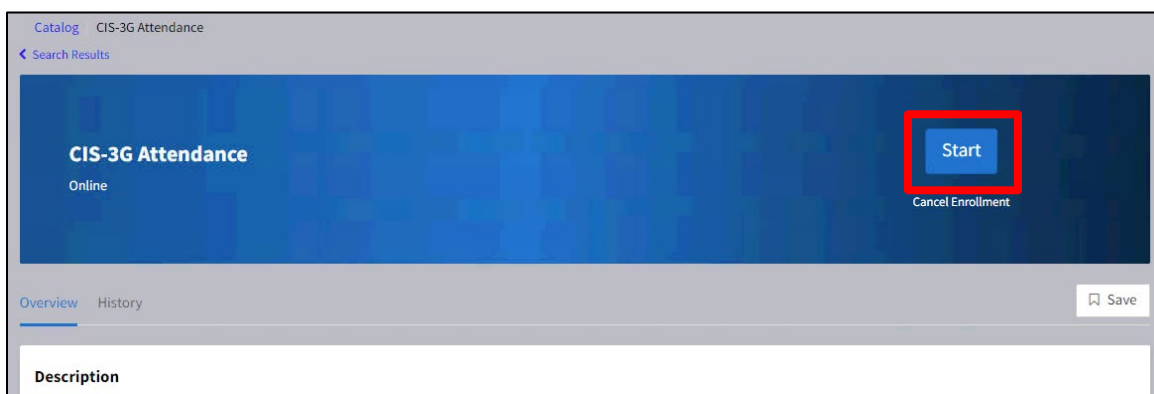 Catalog CIS-3G Attendance
Search Results
CIS-3G Attendance
Online
Start
Cancel Enrollment
Overview History
Save
Description